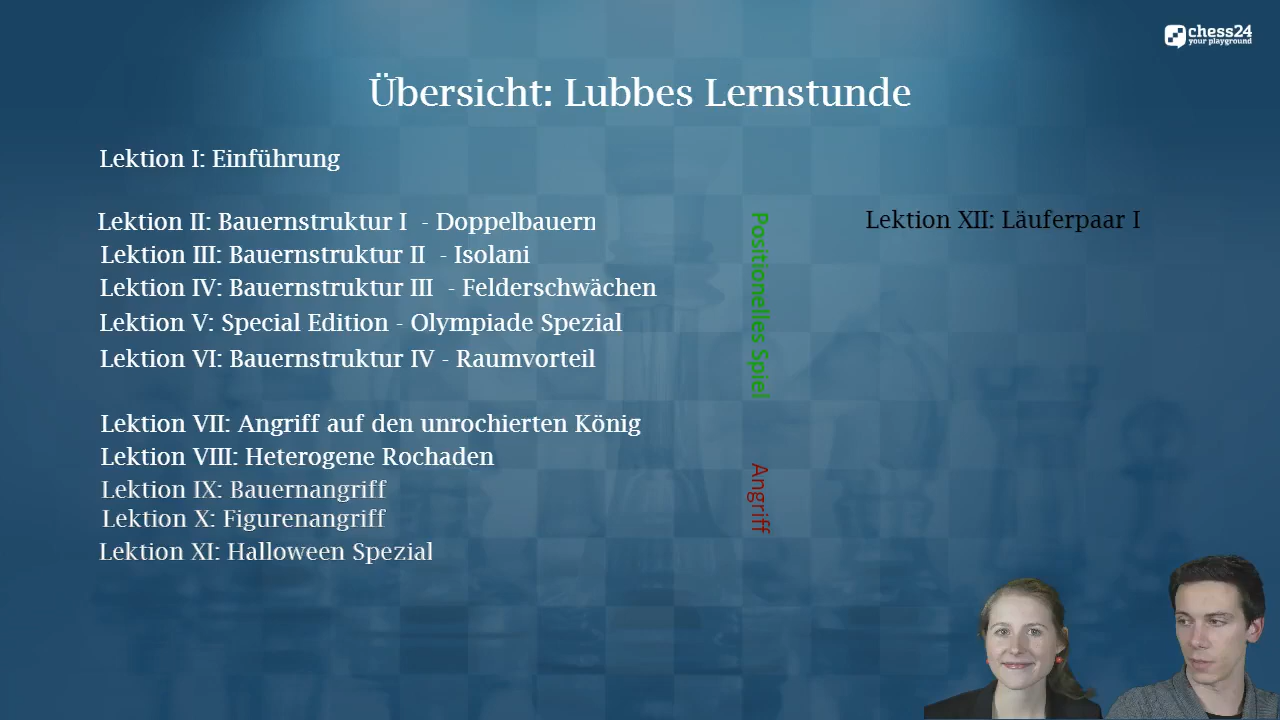 chess24
your playground
Übersicht: Lubbes Lernstunde
Lektion I: Einführung
Lektion II: Bauernstruktur I - Doppelbauern
Lektion III: Bauernstruktur II - Isolani
Lektion IV: Bauernstruktur III - Felderschwächen
Lektion V: Special Edition - Olympiade Spezial
Lektion VI: Bauernstruktur IV - Raumvorteil
Positionelles Spiel
Lektion VII: Angriff auf den unrochierten König
Lektion VIII: Heterogene Rochaden
Lektion IX: Bauernangriff
Lektion X: Figurenangriff
Lektion XI: Halloween Spezial
Angriff
Lektion XII: Läuferpaar I